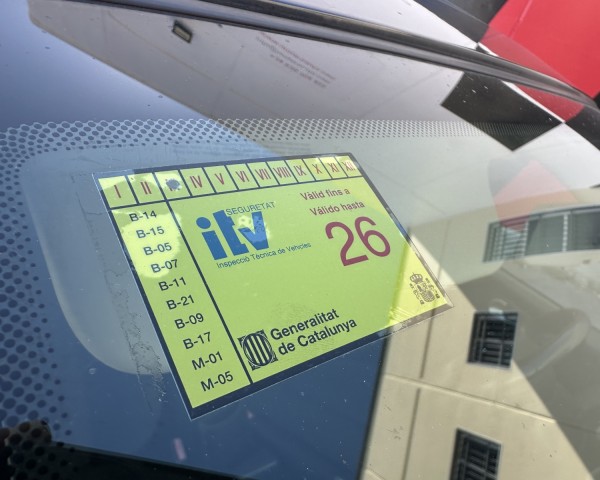 I II IV V VI VII VIII IX X XI XII
B-14
B-15
B-05
B-07
B-11
B-21
B-09
B-17
M-01
M-05
SEGURETAT
itv
Inspecció Tècnica de Vehicles
Vàlid fins a
Válido hasta
26
Generalitat
de Catalunya